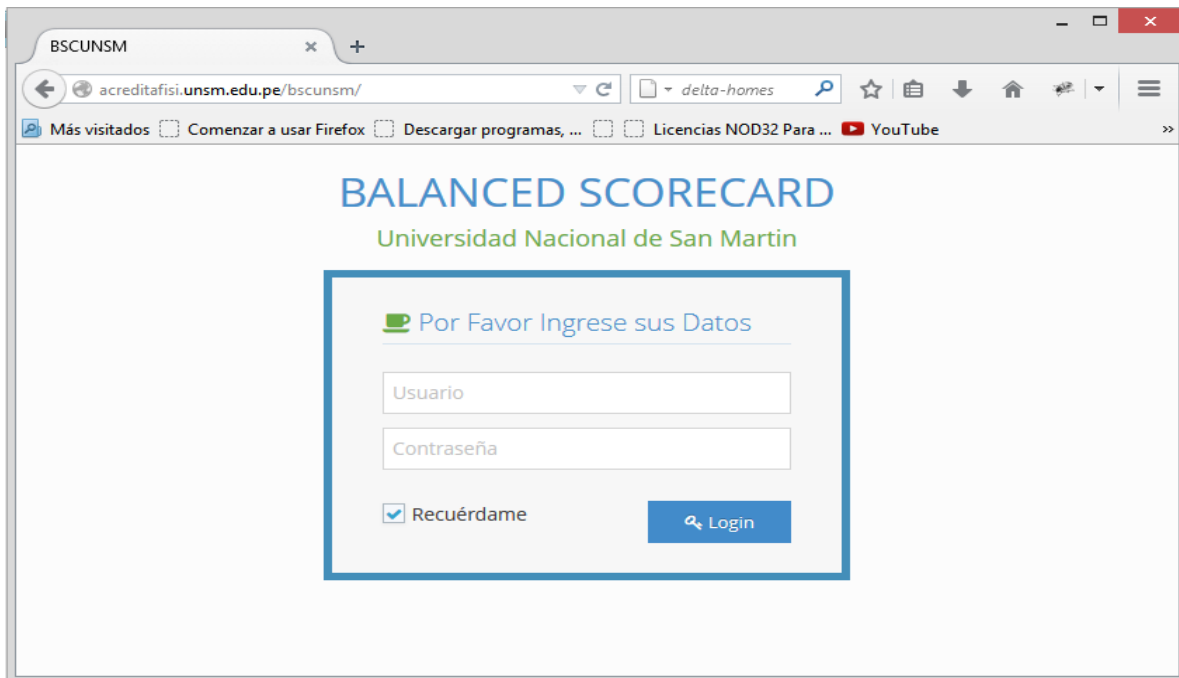 BSCUNSM
acreditafisi.unsm.edu.pe/bscunsm/ delta-homes
Más visitados Comenzar a usar Firefox Descargar programas, ... Licencias NOD32 Para ... YouTube
BALANCED SCORECARD
Universidad Nacional de San Martin
Por Favor Ingrese sus Datos
Usuario
Contraseña
Recuérdame Login